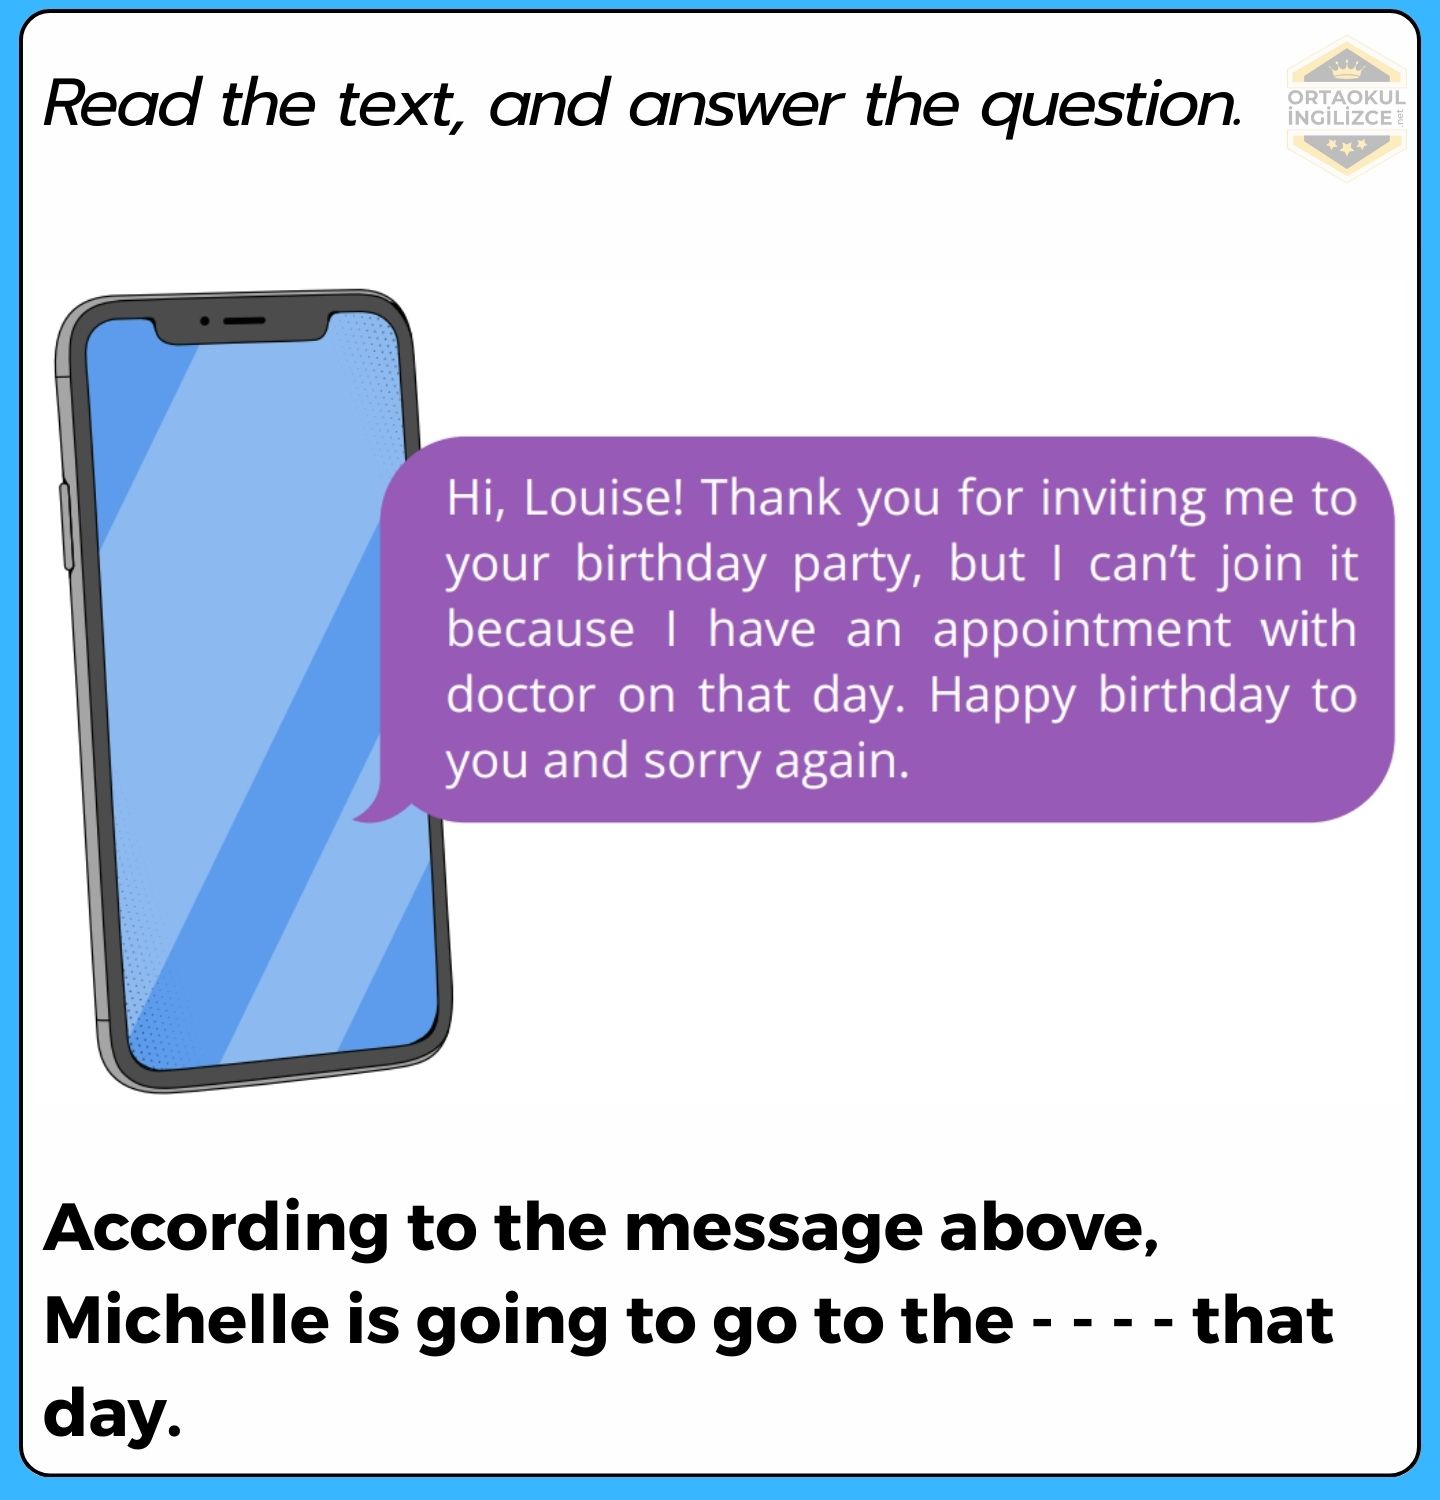 Read the text, and answer the question.
ORTAOKUL
İNGİLİZCE
.net
Hi, Louise! Thank you for inviting me to
your birthday party, but I can’t join it
because I have an appointment with
doctor on that day. Happy birthday to
you and sorry again.
According to the message above,
Michelle is going to go to the - - - - that
day.